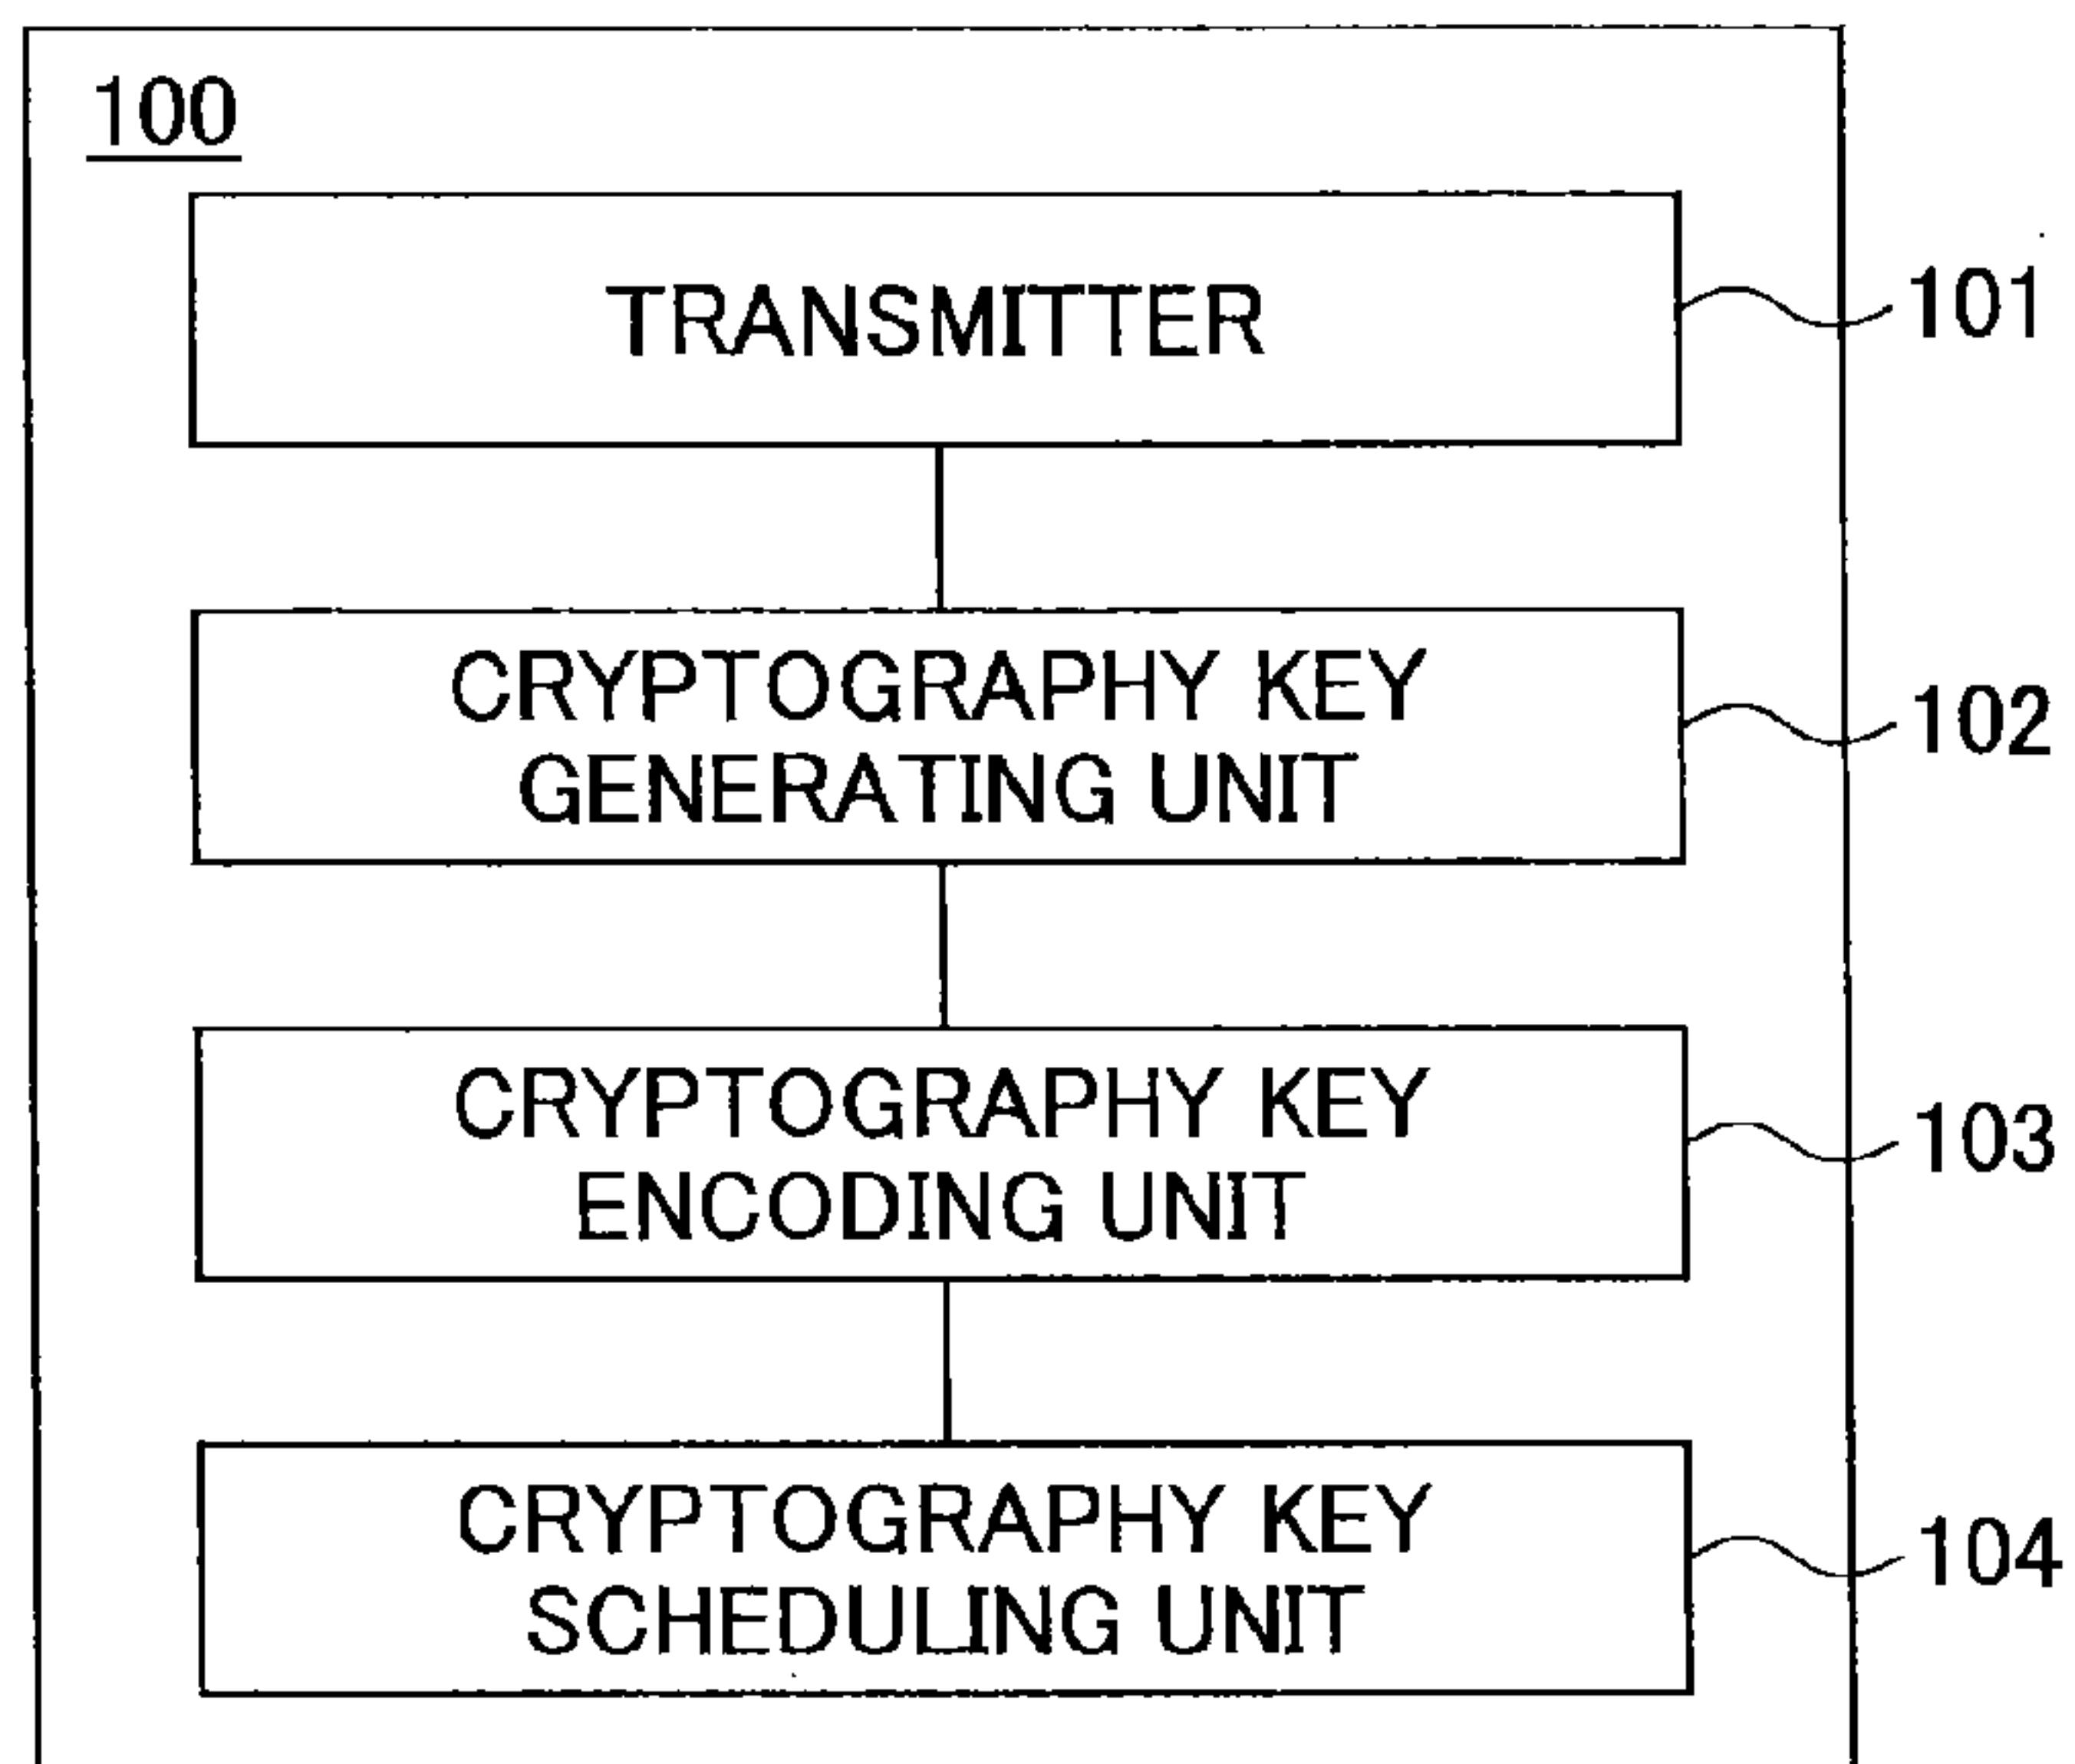 100
TRANSMITTER
101
CRYPTOGRAPHY KEY
GENERATING UNIT
102
CRYPTOGRAPHY KEY
ENCODING UNIT
103
CRYPTOGRAPHY KEY
SCHEDULING UNIT
104